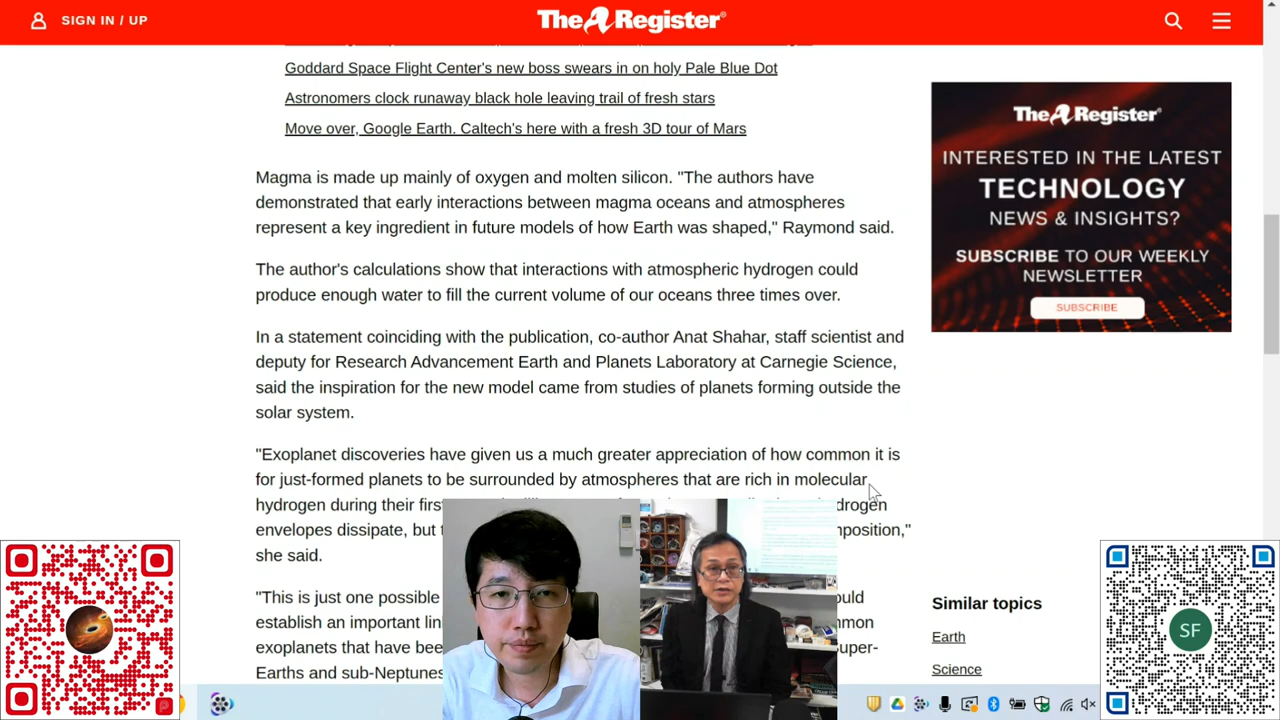 SIGN IN / UP
The Register
Goddard Space Flight Center's new boss swears in on holy Pale Blue Dot
Astronomers clock runaway black hole leaving trail of fresh stars
Move over, Google Earth. Caltech's here with a fresh 3D tour of Mars
Magma is made up mainly of oxygen and molten silicon. "The authors have
demonstrated that early interactions between magma oceans and atmospheres
represent a key ingredient in future models of how Earth was shaped," Raymond said.
The author's calculations show that interactions with atmospheric hydrogen could
produce enough water to fill the current volume of our oceans three times over.
In a statement coinciding with the publication, co-author Anat Shahar, staff scientist and
deputy for Research Advancement Earth and Planets Laboratory at Carnegie Science,
said the inspiration for the new model came from studies of planets forming outside the
solar system.
"Exoplanet discoveries have given us a much greater appreciation of how common it is
for just-formed planets to be surrounded by atmospheres that are rich in molecular
hydrogen during their first
envelopes dissipate, but
she said.
"This is just one possible
establish an important
exoplanets that have
Earths and sub-Neptunes
The Register
INTERESTED IN THE LATEST
TECHNOLOGY
NEWS & INSIGHTS?
SUBSCRIBE TO OUR WEEKLY
NEWSLETTER
SUBSCRIBE
Similar topics
Earth
Science
SF